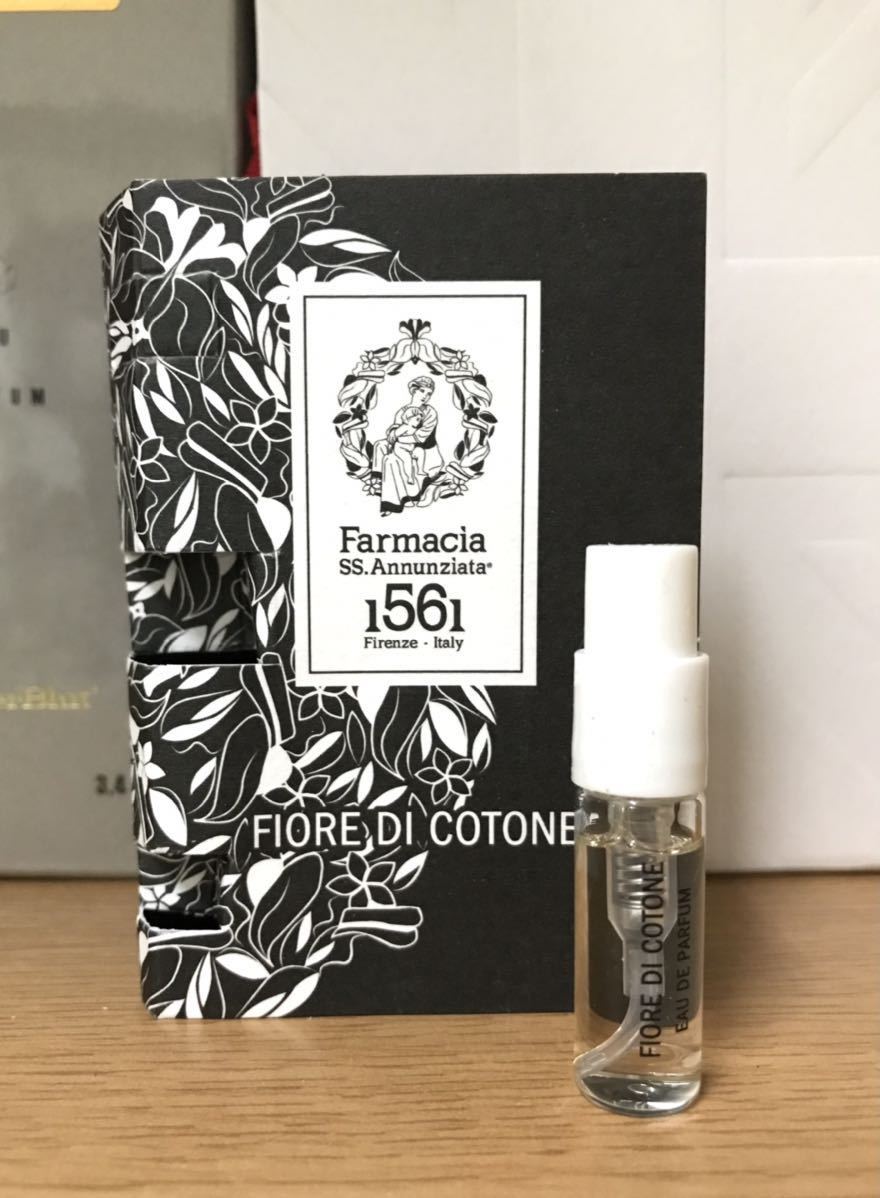 Farmacia
SS. Annunziata®
1561
Firenze - Italy
FIORE DI COTONE
FIORE DI COTONE
EAU DE PARFUM